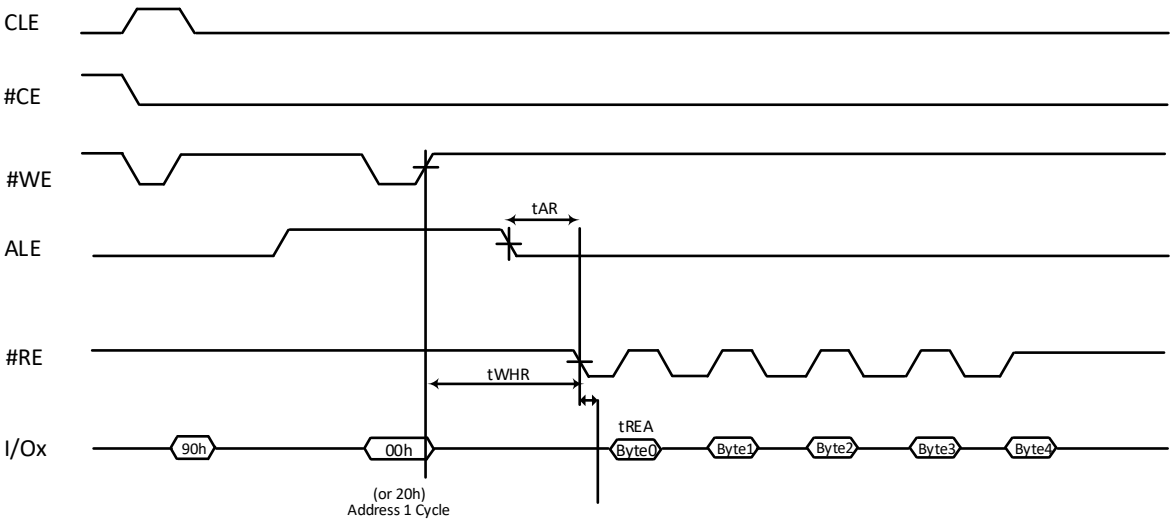 CLE
#CE
#WE
tAR
ALE
#RE
tWHR
tREA
I/Ox
90h
00h
Byte0
Byte1
Byte2
Byte3
Byte4
(or 20h)
Address 1 Cycle